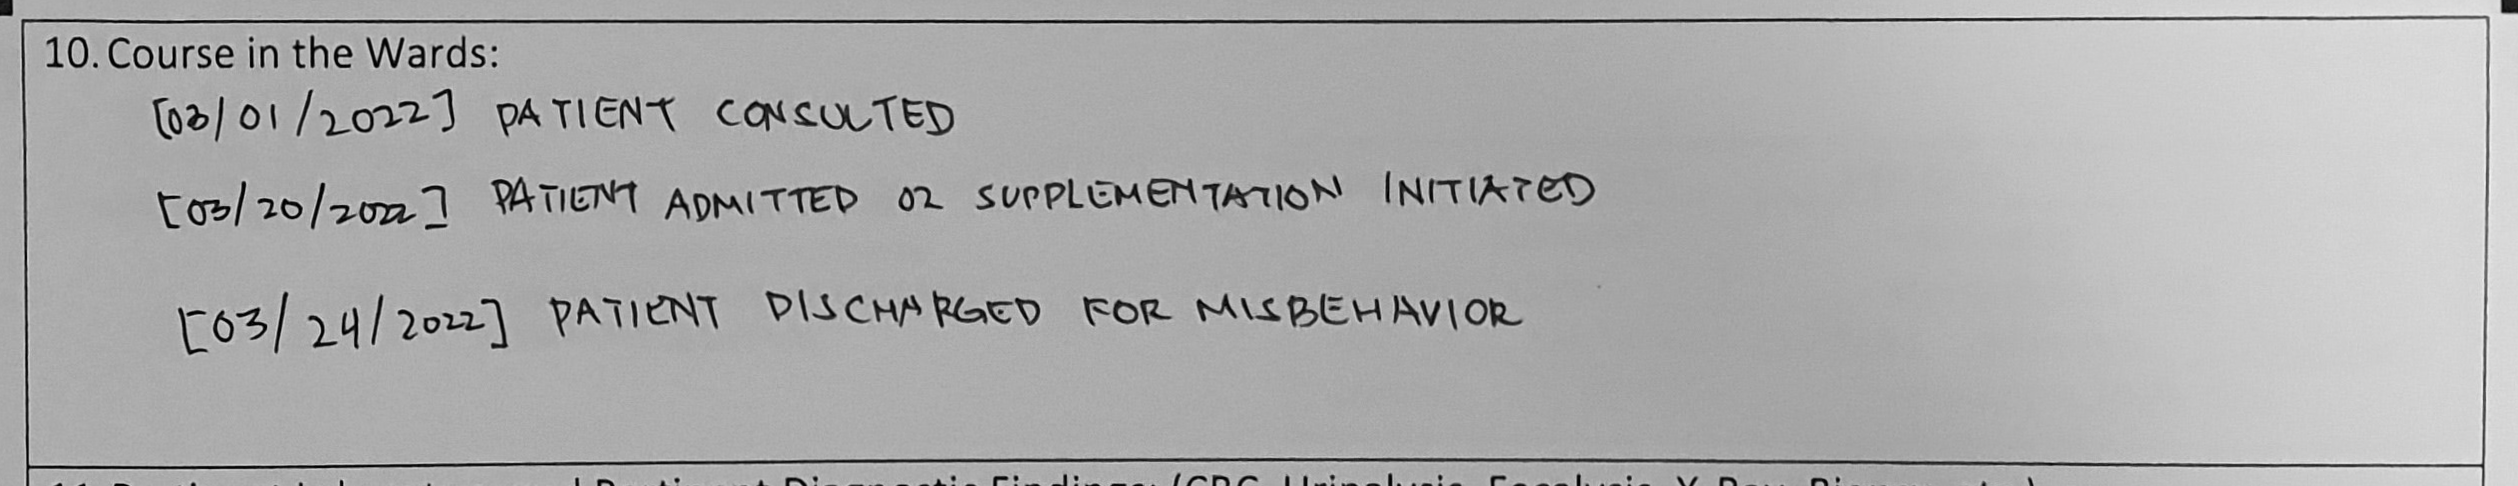 10. Course in the Wards:
[03/01/2022] PATIENT CONSULTED
[03/20/2022] PATIENT ADMITTED O2 SUPPLEMENTATION INITIATED
[03/24/2022] PATIENT DISCHARGED FOR MISBEHAVIOR